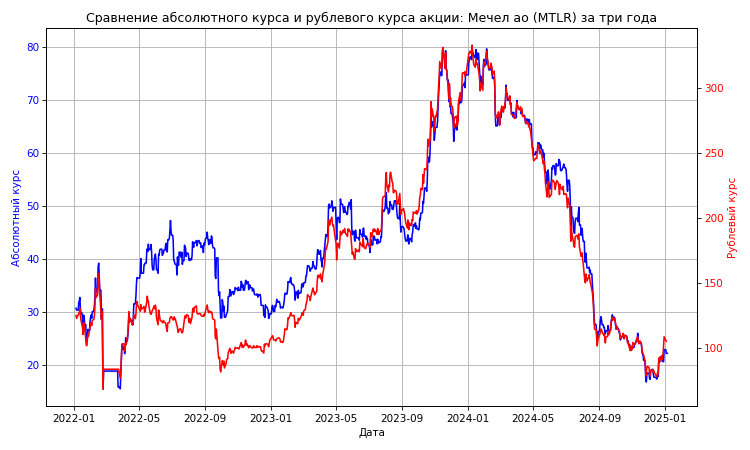 Сравнение абсолютного курса и рублевого курса акции: Мечел ао (MTLR) за три года
Абсолютный курс
80
70
60
50
40
30
20
300
250
200
150
100
Рублевый курс
2022-01 2022-05 2022-09 2023-01 2023-05 2023-09 2024-01 2024-05 2024-09 2025-01
Дата